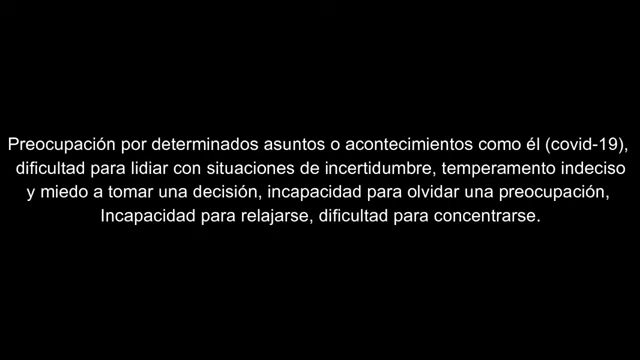 Preocupación por determinados asuntos o acontecimientos como él (covid-19),
dificultad para lidiar con situaciones de incertidumbre, temperamento indeciso
y miedo a tomar una decisión, incapacidad para olvidar una preocupación,
Incapacidad para relajarse, dificultad para concentrarse.